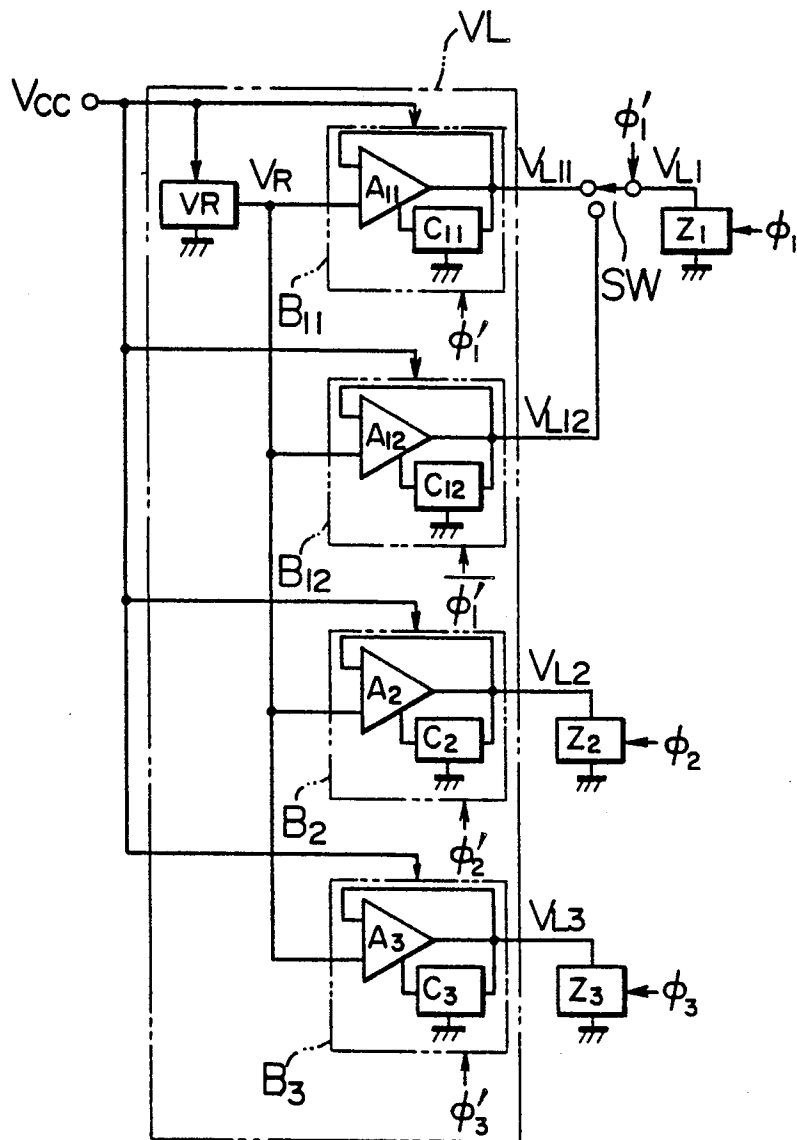 VL
VCC
ϕ1'
VR
VR
A11
C11
VL11
VL1
Z1
ϕ1
SW
B11
ϕ1'
A12
C12
VL12
B12
ϕ1'
A2
C2
VL2
Z2
ϕ2
B2
ϕ2'
A3
C3
VL3
Z3
ϕ3
B3
ϕ3'